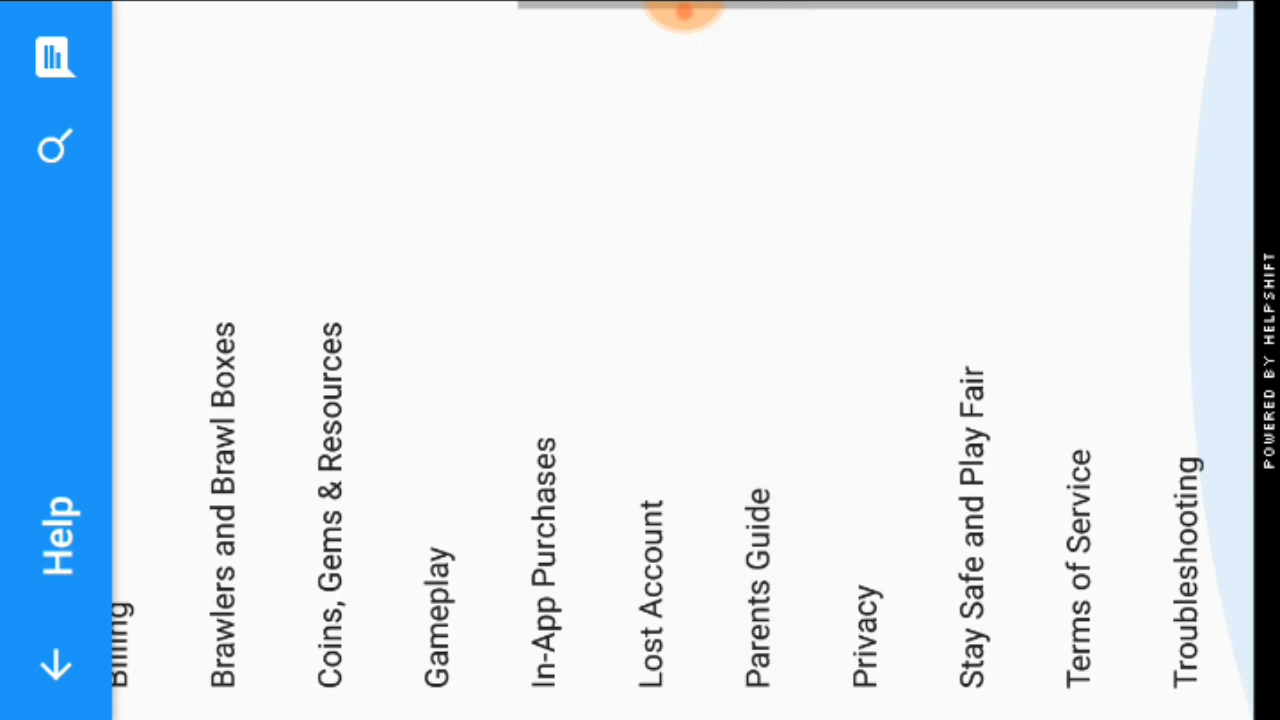 Help
Billing
Brawlers and Brawl Boxes
Coins, Gems & Resources
Gameplay
In-App Purchases
Lost Account
Parents Guide
Privacy
Stay Safe and Play Fair
Terms of Service
Troubleshooting
POWERED BY HELPSHIFT